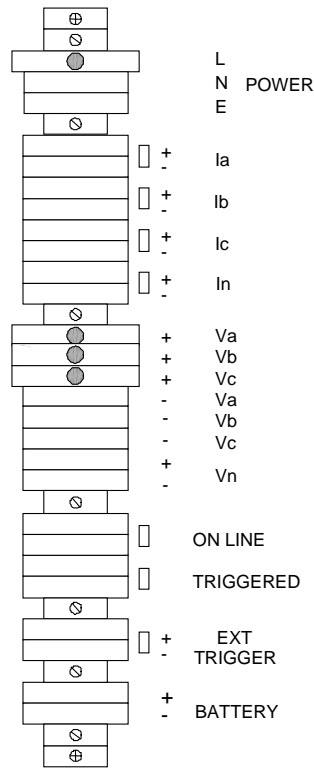 L
N POWER
E
+ Ia
-
+ Ib
-
+ Ic
-
+ In
-
+ Va
+ Vb
+ Vc
- Va
- Vb
- Vc
+ Vn
-
ON LINE
TRIGGERED
+ EXT
- TRIGGER
+
- BATTERY